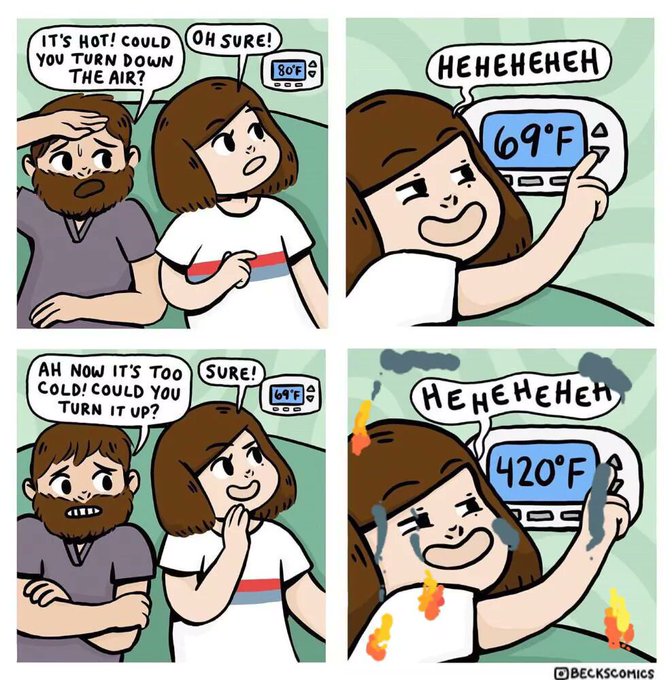 IT'S HOT! COULD
YOU TURN DOWN
THE AIR?
OH SURE!
80°F
HEHEHEHEH
69°F
AH NOW IT'S TOO
COLD! COULD YOU
TURN IT UP?
SURE!
69°F
HEHEHEHEH
420°F
@BECKSCOMICS